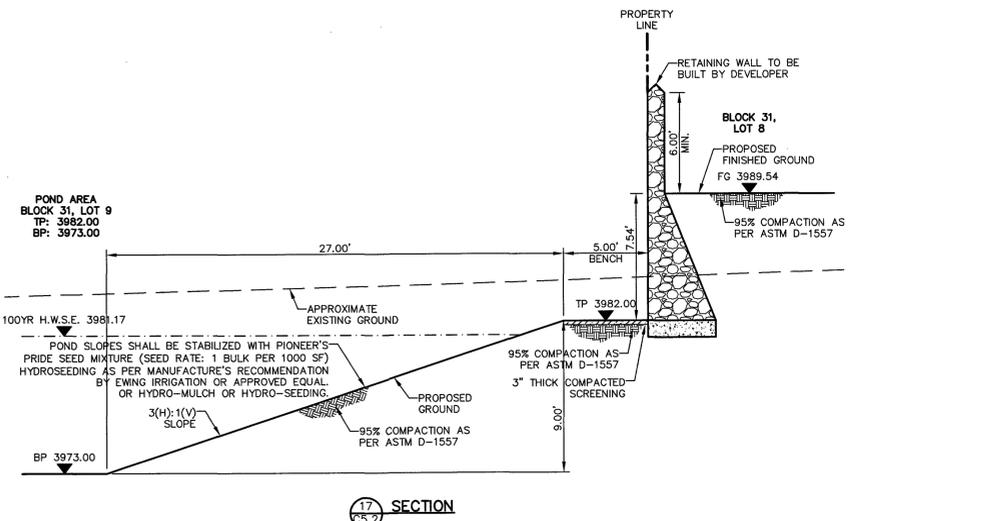 PROPERTY
LINE
RETAINING WALL TO BE
BUILT BY DEVELOPER
BLOCK 31,
LOT 8
6.00'
MIN.
PROPOSED
FINISHED GROUND
FG 3989.54
95% COMPACTION AS
PER ASTM D-1557
POND AREA
BLOCK 31, LOT 9
TP: 3982.00
BP: 3973.00
27.00'
5.00'
BENCH
7.54'
APPROXIMATE
EXISTING GROUND
TP 3982.00
100YR H.W.S.E. 3981.17
POND SLOPES SHALL BE STABILIZED WITH PIONEER'S
PRIDE SEED MIXTURE (SEED RATE: 1 BULK PER 1000 SF)
HYDROSEEDING AS PER MANUFACTURE'S RECOMMENDATION
BY EWING IRRIGATION OR APPROVED EQUAL.
OR HYDRO-MULCH OR HYDRO-SEEDING.
95% COMPACTION AS
PER ASTM D-1557
3" THICK COMPACTED
SCREENING
3(H):1(V)
SLOPE
PROPOSED
GROUND
95% COMPACTION AS
PER ASTM D-1557
9.00'
BP 3973.00
17
C5.2
SECTION